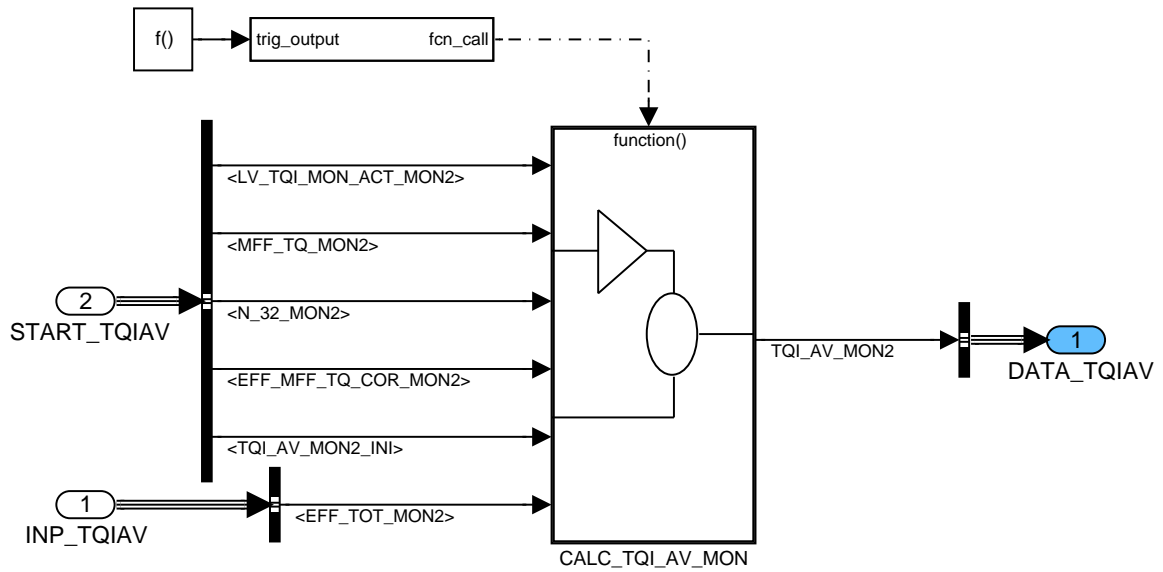 f()
trig_output
fcn_call
function()
<LV_TQI_MON_ACT_MON2>
<MFF_TQ_MON2>
2
START_TQIAV
<N_32_MON2>
<EFF_MFF_TQ_COR_MON2>
<TQI_AV_MON2_INI>
1
INP_TQIAV
<EFF_TOT_MON2>
CALC_TQI_AV_MON
TQI_AV_MON2
1
DATA_TQIAV